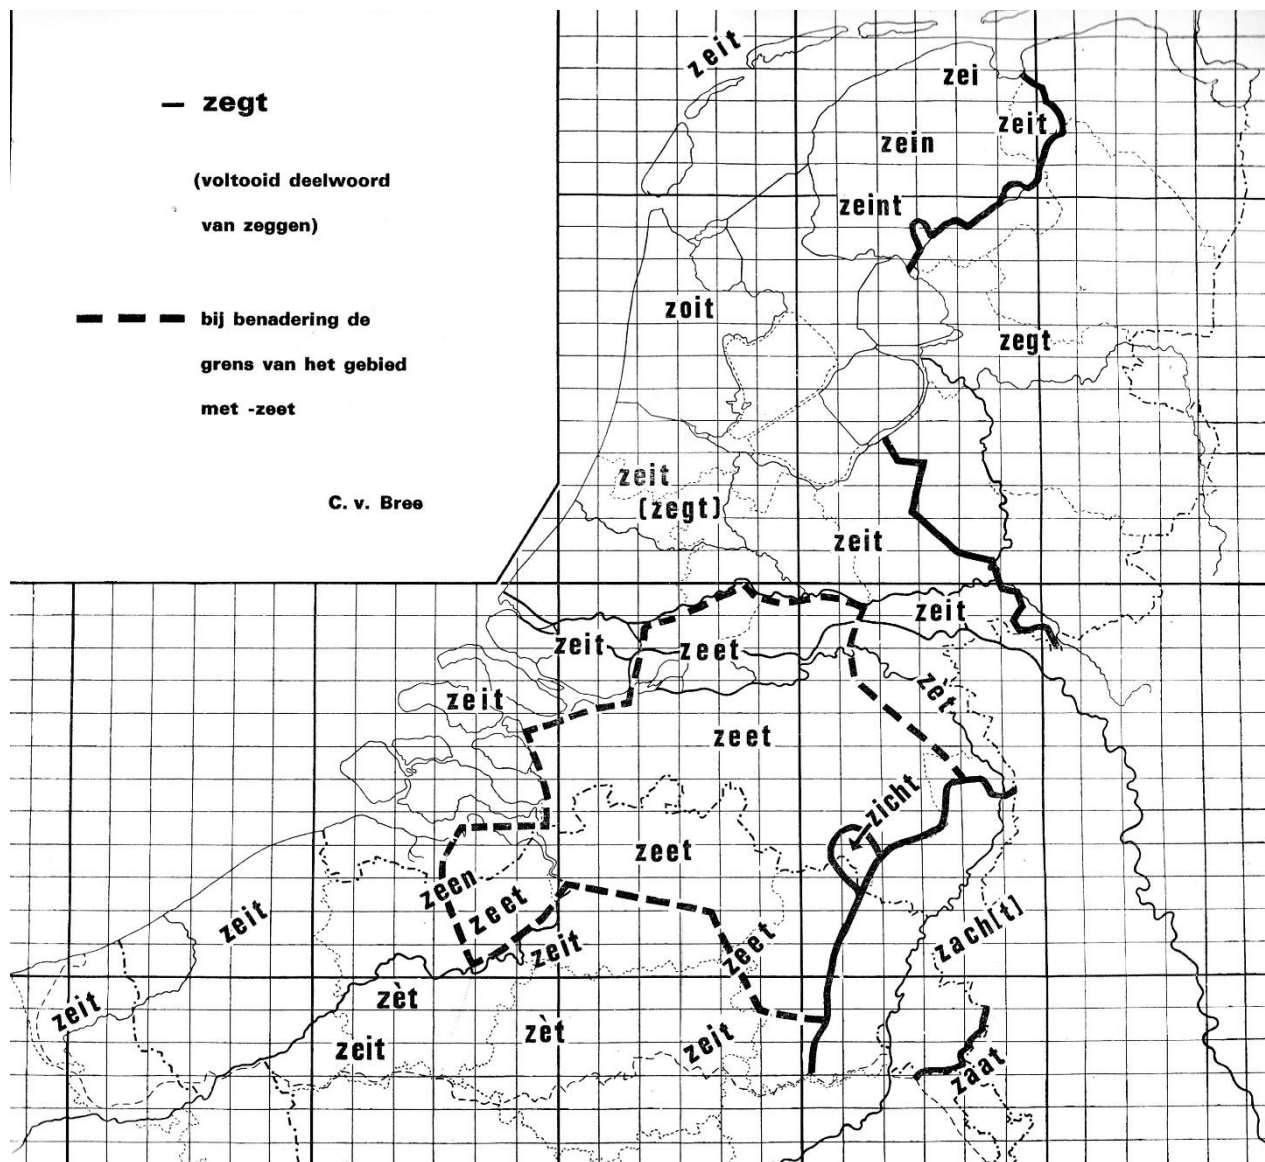 – zegt
(voltooid deelwoord
van zeggen)
bij benadering de
grens van het gebied
met -zeet
C. v. Bree
zeit
zei
zeit
zein
zeint
zoit
zegt
zeit
(zegt)
zeit
zeit
zeit
zeet
zeit
zèt
zeet
zicht
zeet
zeen
zeet
zeit
zeit
zeet
zach[t]
zeit
zèt
zèt
zeit
zeit
zaat